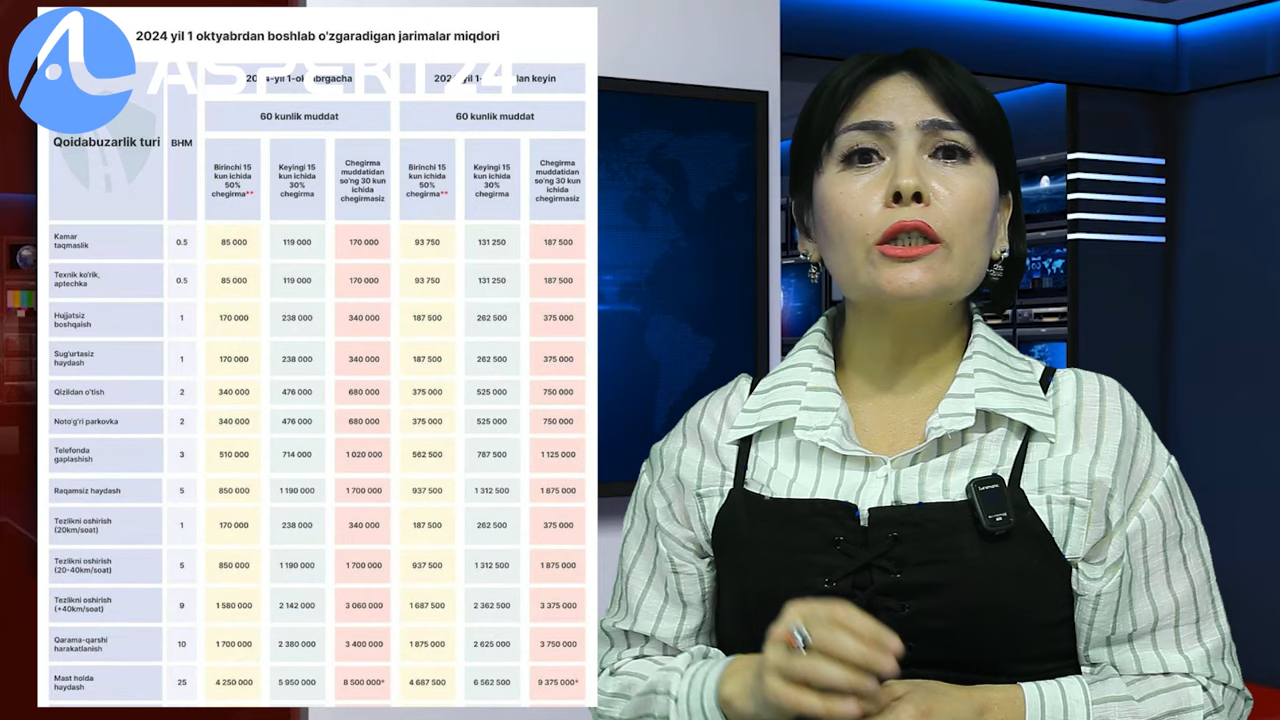 2024 yil 1 oktyabrdan boshlab o'zgaradigan jarimalar miqdori
ASPEKT 24
keyin
60 kunlik muddat 60 kunlik muddat
Qoidabuzarlik turi BHM
Birinchi 15 kun ichida 50% chegirma** Keyingi 15 kun ichida 30% chegirma Chegirma muddatidan so'ng 30 kun ichida chegirmasiz Birinchi 15 kun ichida 50% chegirma** Keyingi 15 kun ichida 30% chegirma Chegirma muddatidan so'ng 30 kun ichida chegirmasiz
Kamar taqmaslik 0.5 85 000 119 000 170 000 93 750 131 250 187 500
Texnik ko'rik, aptechka 0.5 85 000 119 000 170 000 93 750 131 250 187 500
Hujjatsiz boshqaish 1 170 000 238 000 340 000 187 500 262 500 375 000
Sug'urtasiz haydash 1 170 000 238 000 340 000 187 500 262 500 375 000
Qizildan o'tish 2 340 000 476 000 680 000 375 000 525 000 750 000
Noto'g'ri parkovka 2 340 000 476 000 680 000 375 000 525 000 750 000
Telefonda gaplashish 3 510 000 714 000 1 020 000 562 500 787 500 1 125 000
Raqamsiz haydash 5 850 000 1 190 000 1 700 000 937 500 1 312 500 1 875 000
Tezlikni oshirish (20km/soat) 1 170 000 238 000 340 000 187 500 262 500 375 000
Tezlikni oshirish (20-40km/soat) 5 850 000 1 190 000 1 700 000 937 500 1 312 500 1 875 000
Tezlikni oshirish (+40km/soat) 9 1 580 000 2 142 000 3 060 000 1 687 500 2 362 500 3 375 000
Qarama-qarshi harakatlanish 10 1 700 000 2 380 000 3 400 000 1 875 000 2 625 000 3 750 000
Mast holda haydash 25 4 250 000 5 950 000 8 500 000* 4 687 500 6 562 500 9 375 000*